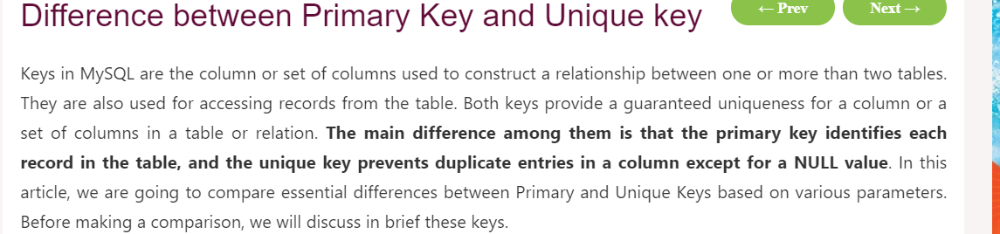 Difference between Primary Key and Unique key
← Prev
Next →
Keys in MySQL are the column or set of columns used to construct a relationship between one or more than two tables.
They are also used for accessing records from the table. Both keys provide a guaranteed uniqueness for a column or a
set of columns in a table or relation. The main difference among them is that the primary key identifies each
record in the table, and the unique key prevents duplicate entries in a column except for a NULL value. In this
article, we are going to compare essential differences between Primary and Unique Keys based on various parameters.
Before making a comparison, we will discuss in brief these keys.